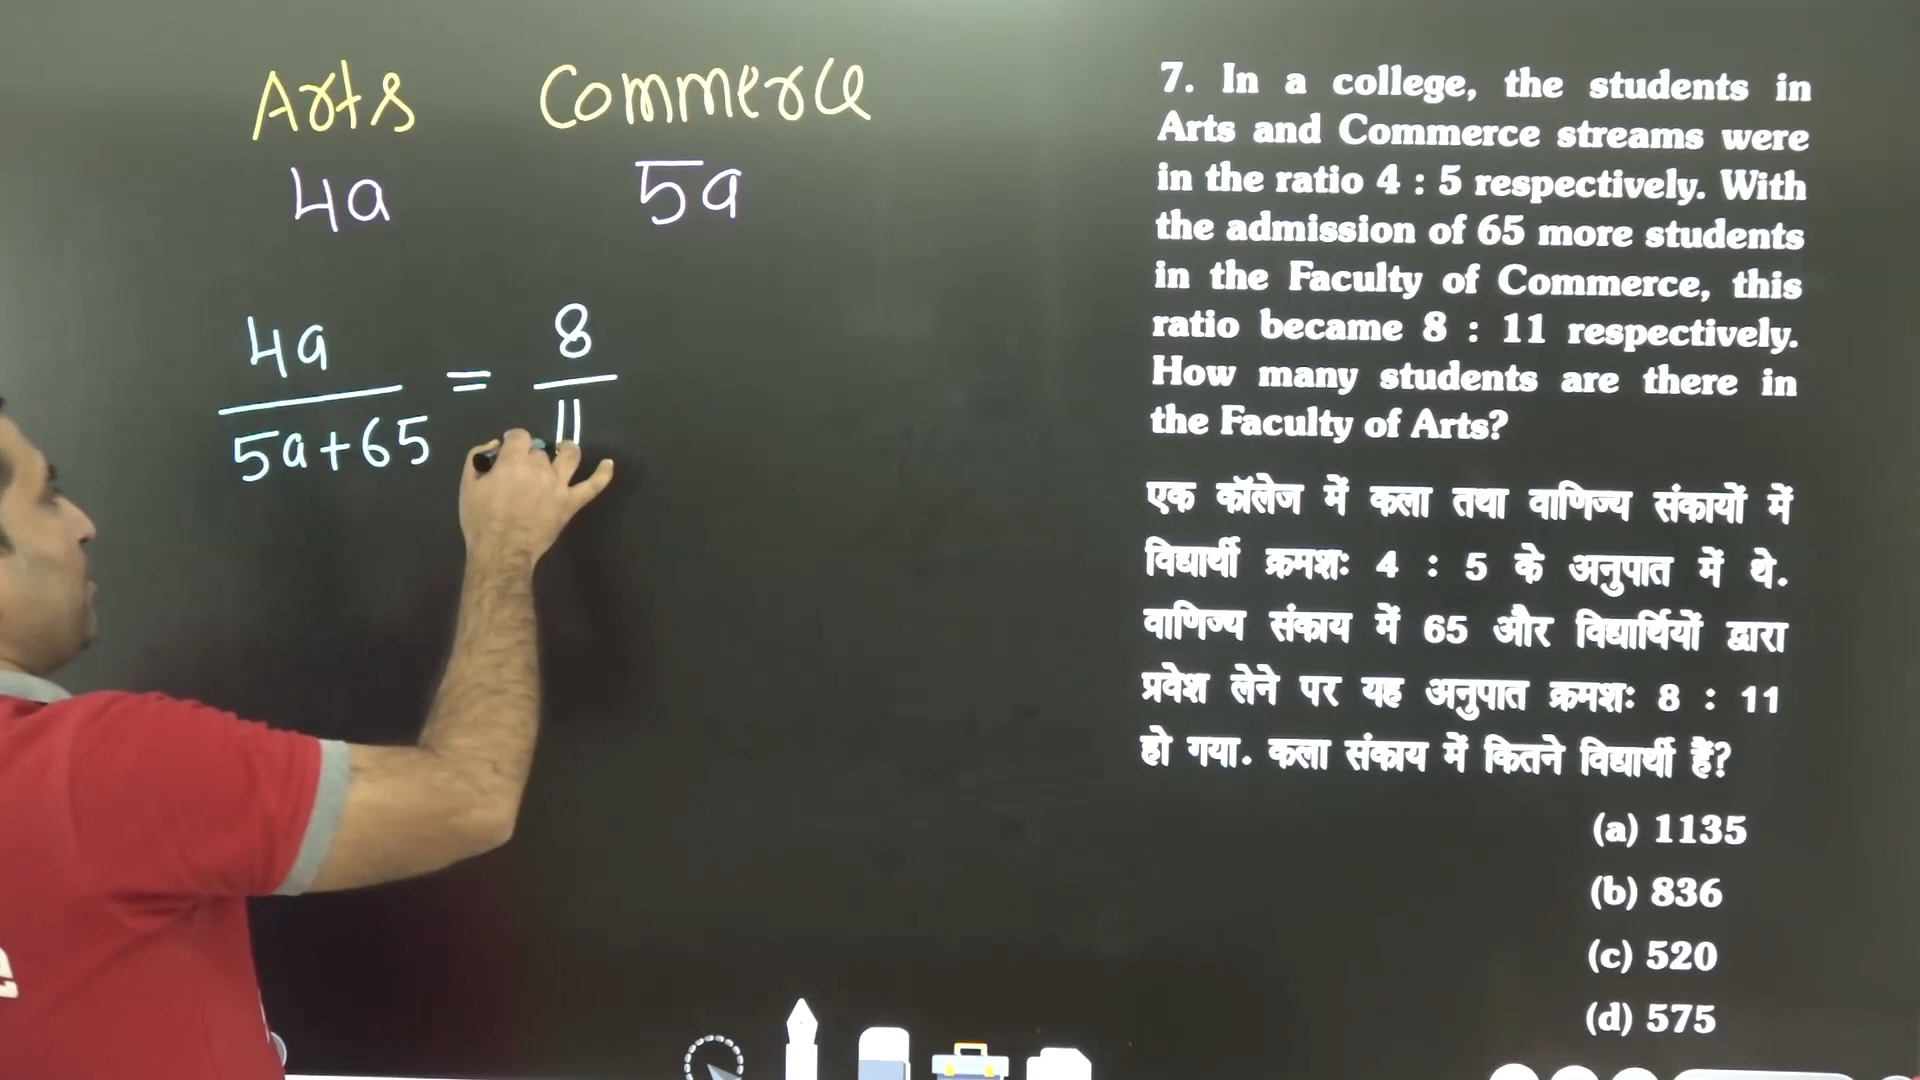 Arts Commerce
4a 5a
4a / 5a+65 = 8 / 11
7. In a college, the students in
Arts and Commerce streams were
in the ratio 4 : 5 respectively. With
the admission of 65 more students
in the Faculty of Commerce, this
ratio became 8 : 11 respectively.
How many students are there in
the Faculty of Arts?
एक कॉलेज में कला तथा वाणिज्य संकायों में
विद्यार्थी क्रमशः 4 : 5 के अनुपात में थे.
वाणिज्य संकाय में 65 और विद्यार्थियों द्वारा
प्रवेश लेने पर यह अनुपात क्रमशः 8 : 11
हो गया. कला संकाय में कितने विद्यार्थी हैं?
(a) 1135
(b) 836
(c) 520
(d) 575